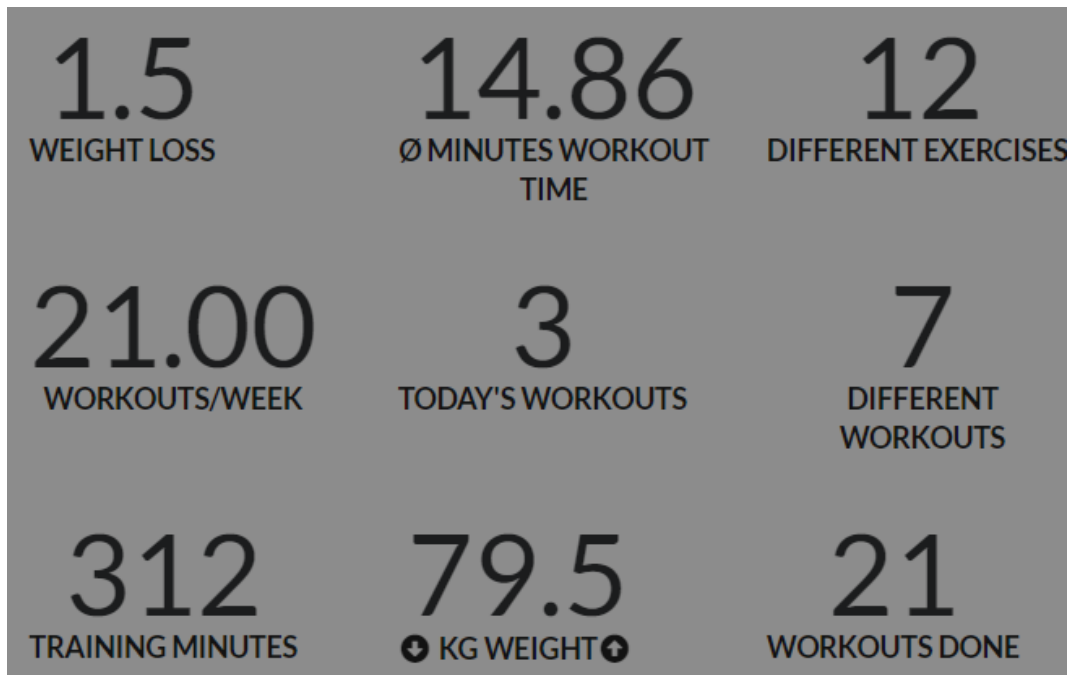 1.5
WEIGHT LOSS
14.86
Ø MINUTES WORKOUT
TIME
12
DIFFERENT EXERCISES
21.00
WORKOUTS/WEEK
3
TODAY'S WORKOUTS
7
DIFFERENT
WORKOUTS
312
TRAINING MINUTES
79.5
KG WEIGHT
21
WORKOUTS DONE